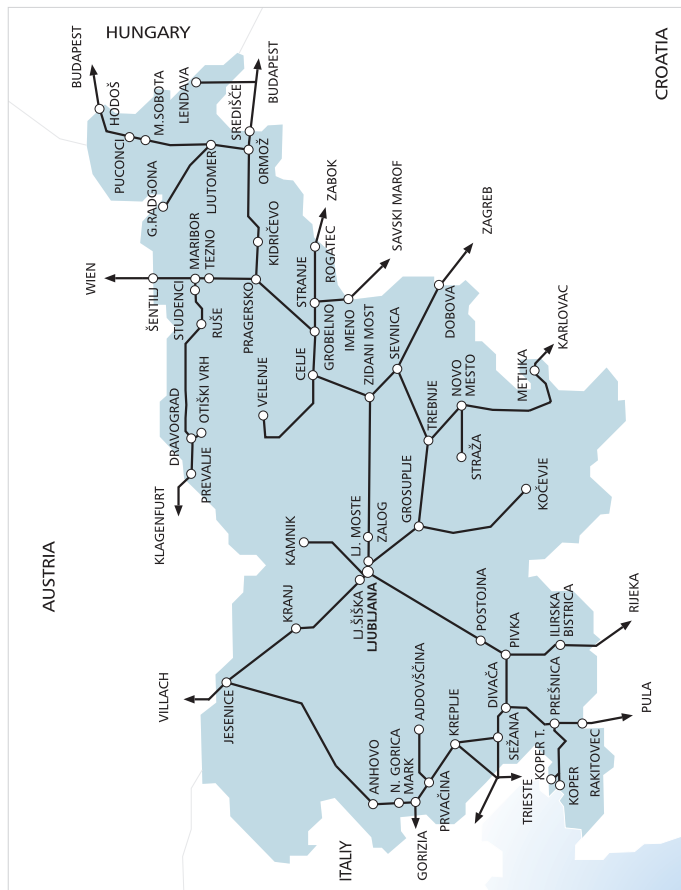 HUNGARY
CROATIA
AUSTRIA
ITALIY
BUDAPEST
HODOŠ
PUCONCI
M.SOBOTA
LENDAVA
SREDIŠČE
BUDAPEST
G.RADGONA
LJUTOMER
ORMOŽ
WIEN
ŠENTILJ
STUDENCI
MARIBOR
TEZNO
RUŠE
PRAGERSKO
KIDRIČEVO
STRANJE
ROGATEC
ZABOK
GROBELNO
IMENO
SAVSKI MAROF
ZIDANI MOST
SEVNICA
DOBOVA
ZAGREB
CELJE
VELENJE
KLAGENFURT
PREVALJE
DRAVOGRAD
OTIŠKI VRH
TREBNJE
NOVO
MESTO
STRAŽA
METLIKA
KARLOVAC
GROSUPLJE
KOČEVJE
LJ. MOSTE
ZALOG
KAMNIK
LJ.ŠIŠKA
LJUBLJANA
KRANJ
VILLACH
JESENICE
POSTOJNA
PIVKA
ILIRSKA
BISTRICA
RIJEKA
DIVAČA
PREŠNICA
PULA
SEŽANA
KREPLJE
AJDOVŠČINA
ANHOVO
N. GORICA
MARK
PRVAČINA
GORIZIA
TRIESTE
KOPER T.
KOPER
RAKITOVEC